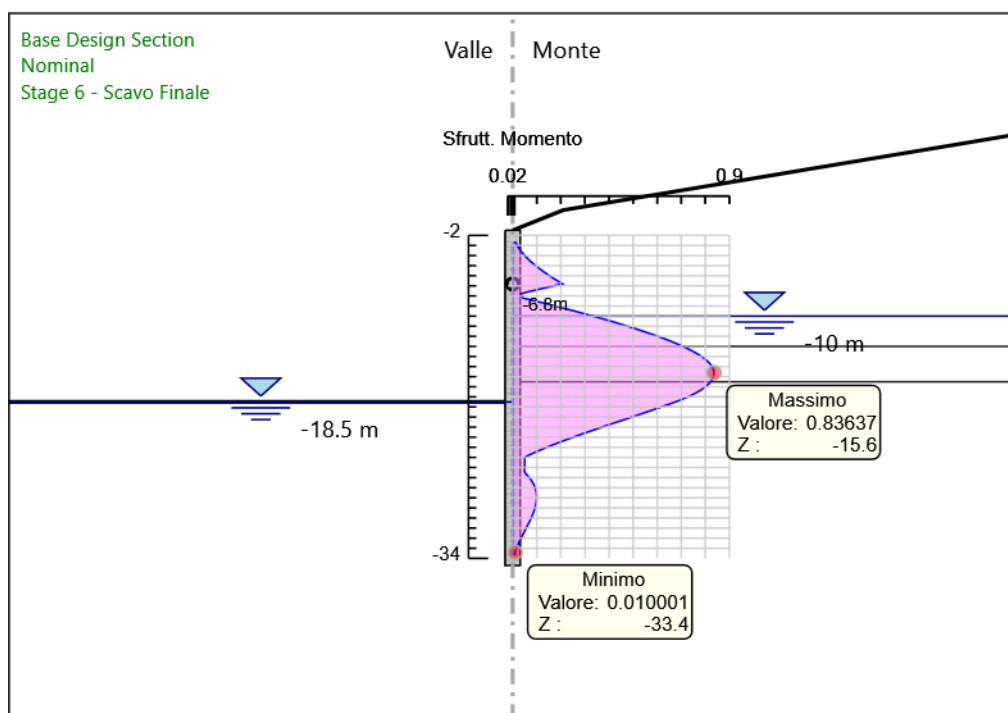 Base Design Section
Nominal
Stage 6 - Scavo Finale
Valle
Monte
Sfrutt. Momento
0.02
0.9
-2
-6.8m
-10 m
Massimo
Valore: 0.83637
Z : -15.6
-18.5 m
-34
Minimo
Valore: 0.010001
Z : -33.4